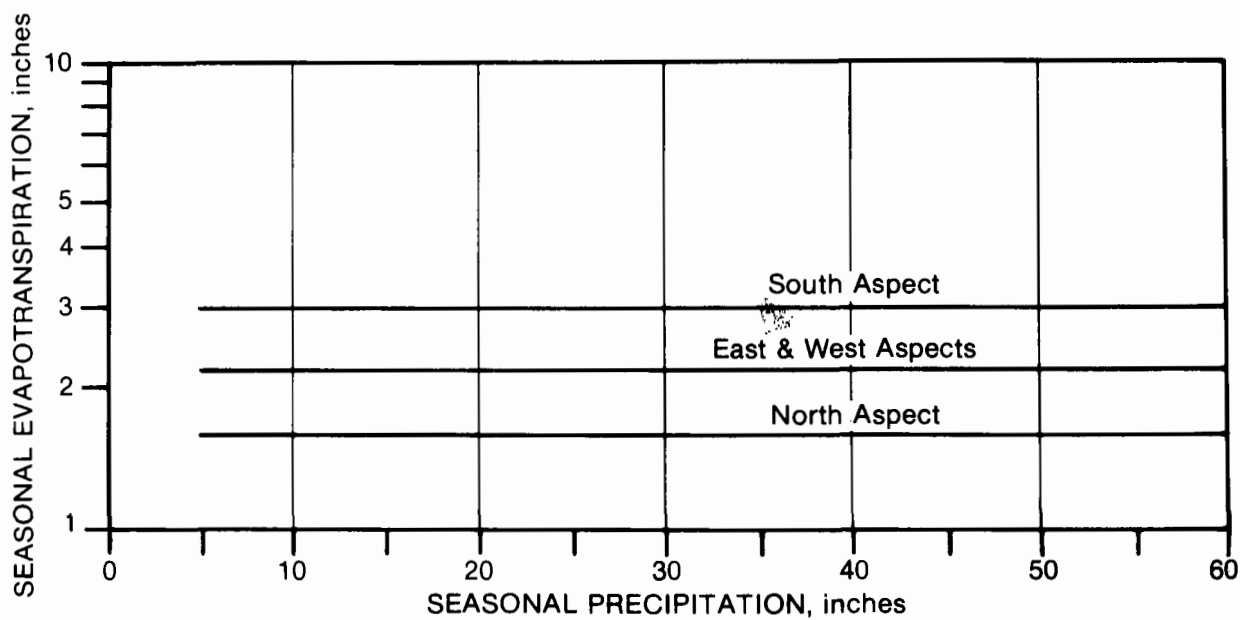 SEASONAL EVAPOTRANSPIRATION, inches
10
5
4
3
2
1
South Aspect
East & West Aspects
North Aspect
0 10 20 30 40 50 60
SEASONAL PRECIPITATION, inches